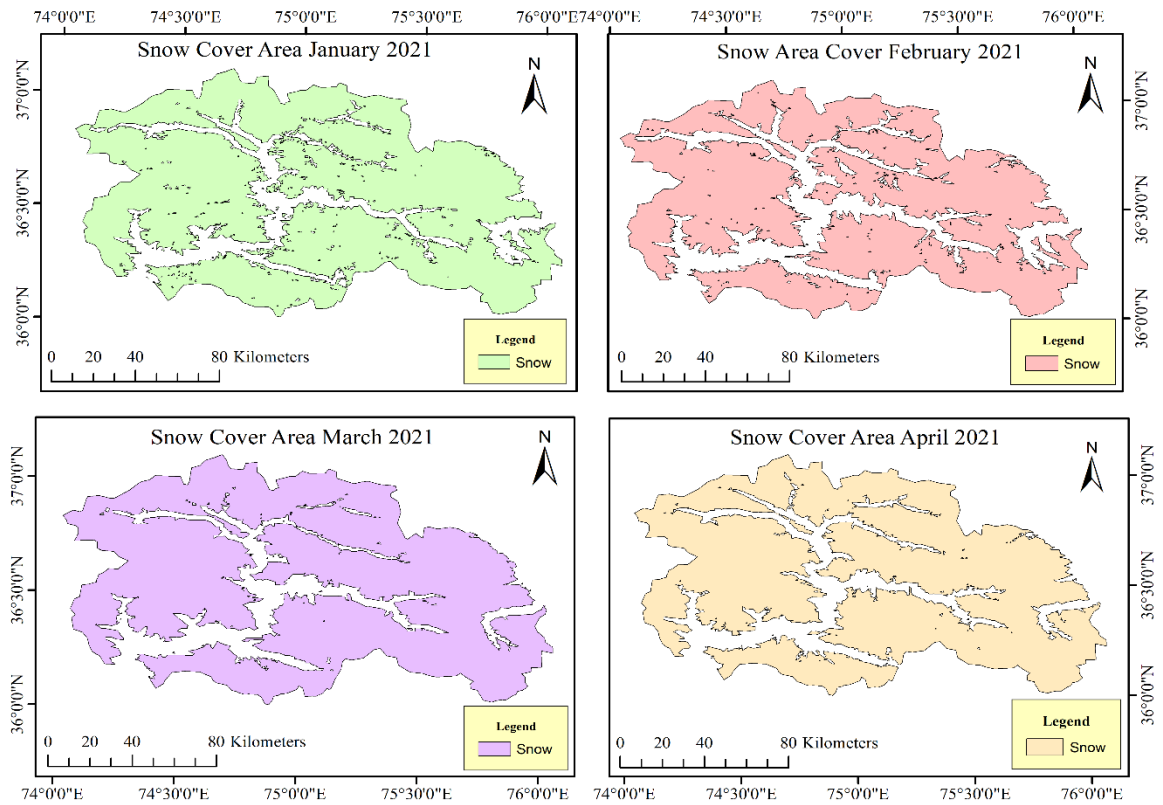 74°0'0"E 74°30'0"E 75°0'0"E 75°30'0"E 76°0'0"E
74°0'0"E 74°30'0"E 75°0'0"E 75°30'0"E 76°0'0"E
Snow Cover Area January 2021
N
37°0'0"N
36°30'0"N
36°0'0"N
0 20 40 80 Kilometers
Legend
Snow
Snow Area Cover February 2021
N
37°0'0"N
36°30'0"N
36°0'0"N
0 20 40 80 Kilometers
Legend
Snow
Snow Cover Area March 2021
N
37°0'0"N
36°30'0"N
36°0'0"N
0 20 40 80 Kilometers
Legend
Snow
Snow Cover Area April 2021
N
37°0'0"N
36°30'0"N
36°0'0"N
0 20 40 80 Kilometers
Legend
Snow
74°0'0"E 74°30'0"E 75°0'0"E 75°30'0"E 76°0'0"E
74°0'0"E 74°30'0"E 75°0'0"E 75°30'0"E 76°0'0"E